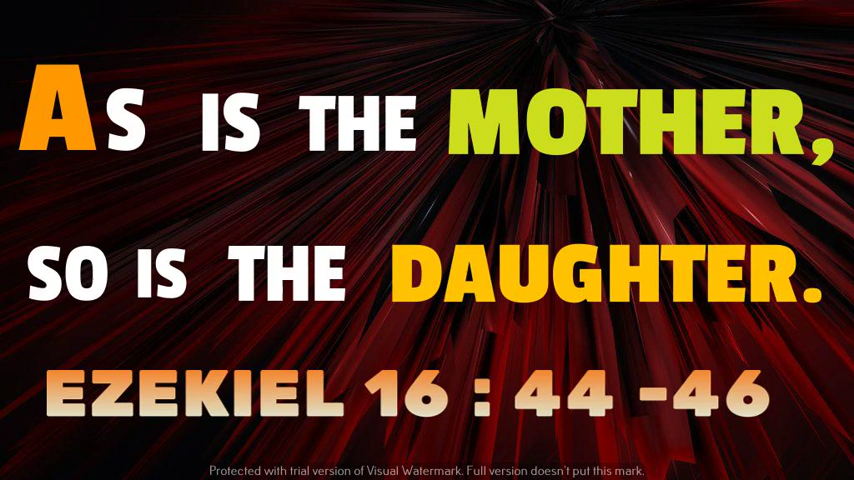 AS IS THE MOTHER,
SO IS THE DAUGHTER.
EZEKIEL 16 : 44 -46
Protected with trial version of Visual Watermark. Full version doesn't put this mark.